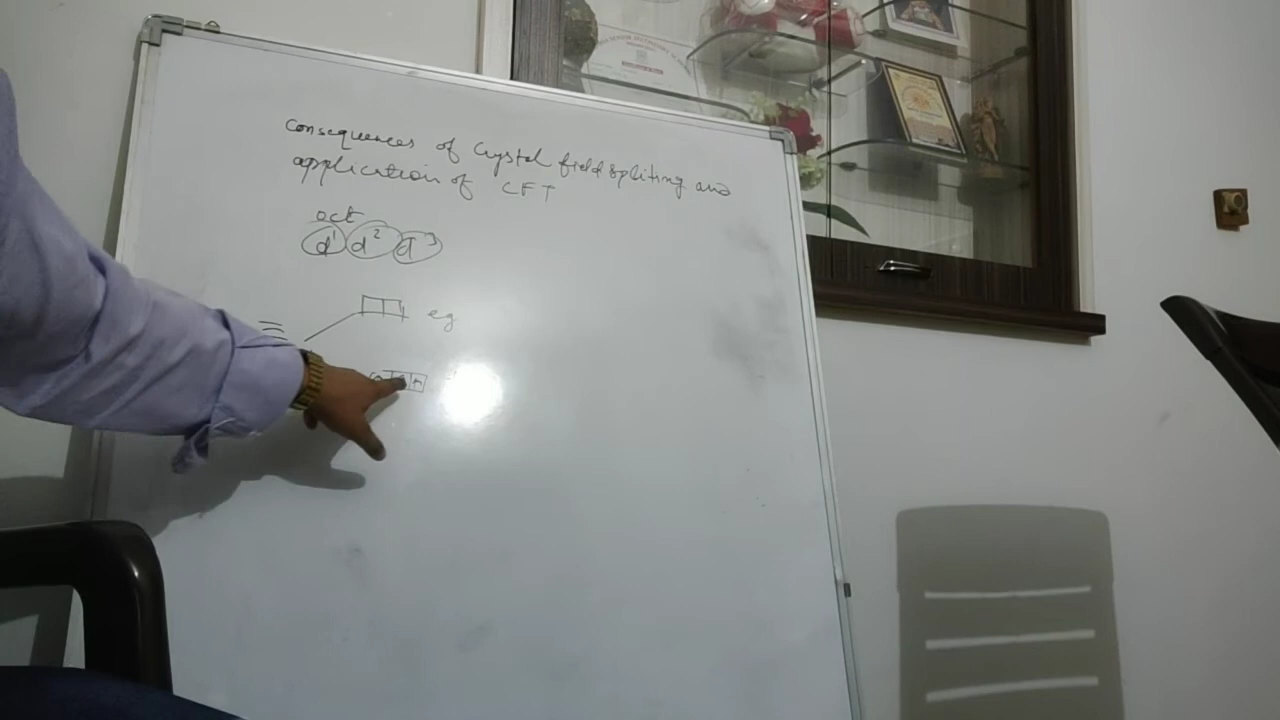 Consequences of Crystal field spliting and
application of CFT
oct
d¹ d² d³
eg